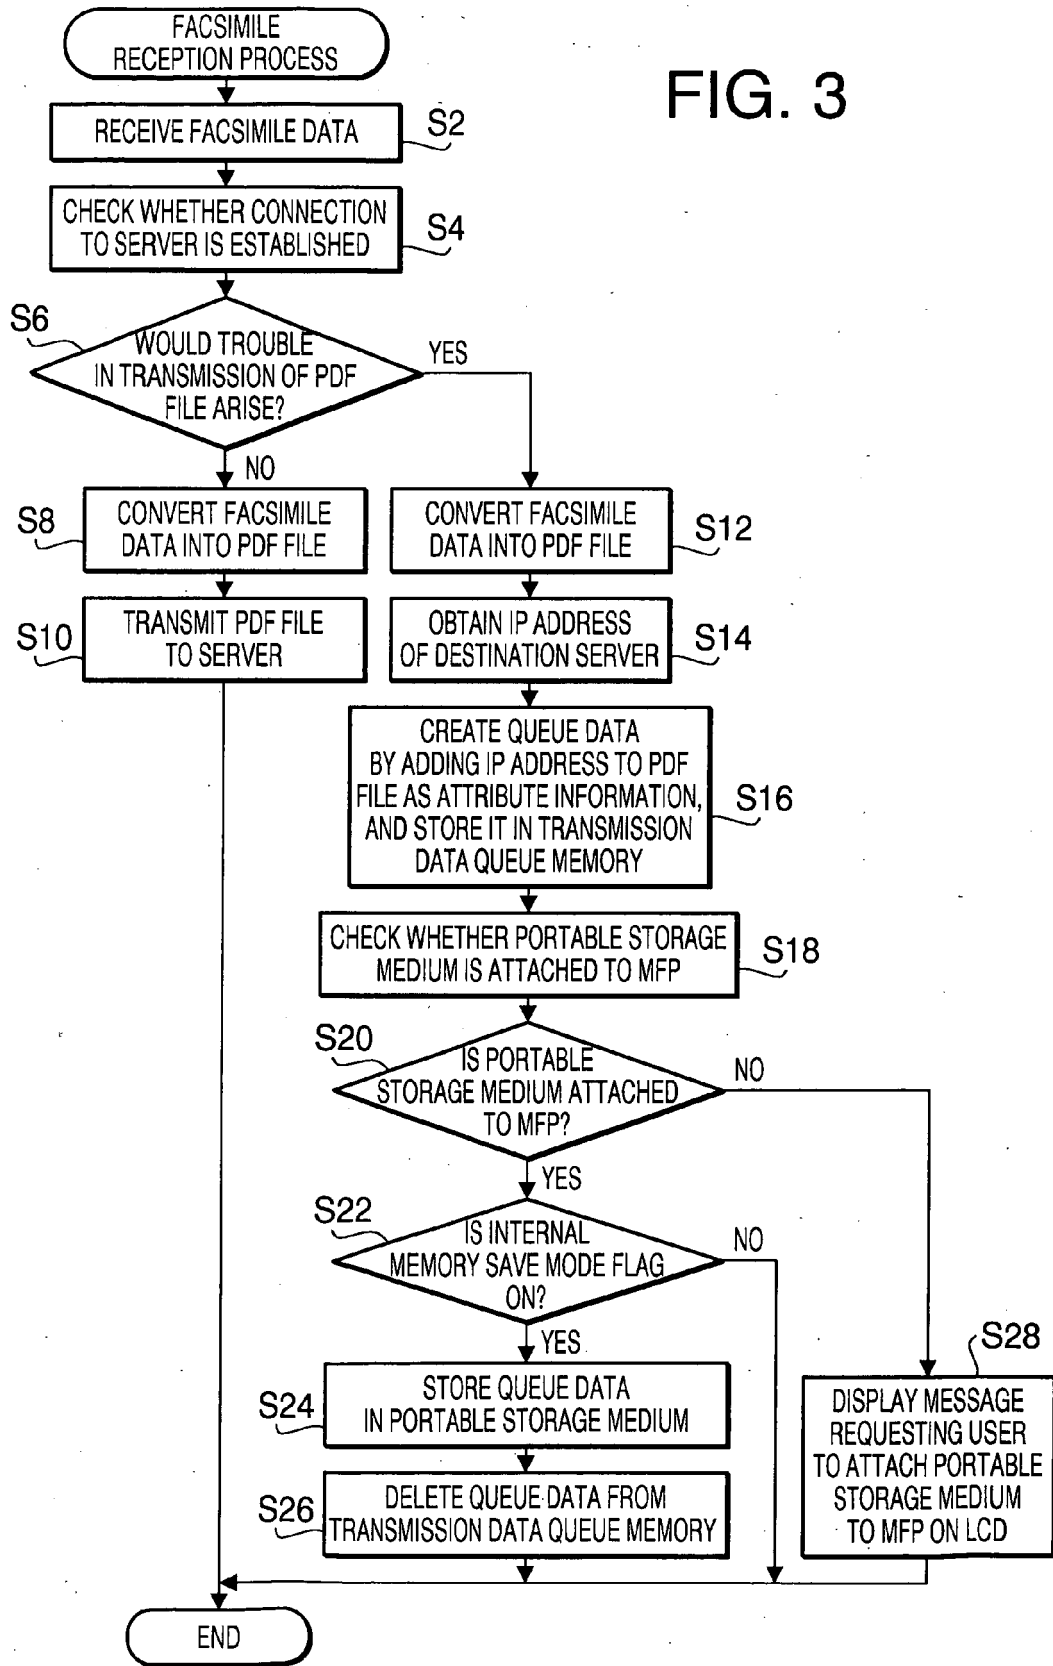 FACSIMILE
RECEPTION PROCESS
FIG. 3
RECEIVE FACSIMILE DATA
S2
CHECK WHETHER CONNECTION
TO SERVER IS ESTABLISHED
S4
S6
WOULD TROUBLE
IN TRANSMISSION OF PDF
FILE ARISE?
YES
NO
S8
CONVERT FACSIMILE
DATA INTO PDF FILE
CONVERT FACSIMILE
DATA INTO PDF FILE
S12
S10
TRANSMIT PDF FILE
TO SERVER
OBTAIN IP ADDRESS
OF DESTINATION SERVER
S14
CREATE QUEUE DATA
BY ADDING IP ADDRESS TO PDF
FILE AS ATTRIBUTE INFORMATION,
AND STORE IT IN TRANSMISSION
DATA QUEUE MEMORY
S16
CHECK WHETHER PORTABLE STORAGE
MEDIUM IS ATTACHED TO MFP
S18
S20
IS PORTABLE
STORAGE MEDIUM ATTACHED
TO MFP?
NO
YES
S22
IS INTERNAL
MEMORY SAVE MODE FLAG
ON?
NO
YES
S24
STORE QUEUE DATA
IN PORTABLE STORAGE MEDIUM
S28
DISPLAY MESSAGE
REQUESTING USER
TO ATTACH PORTABLE
STORAGE MEDIUM
TO MFP ON LCD
S26
DELETE QUEUE DATA FROM
TRANSMISSION DATA QUEUE MEMORY
END